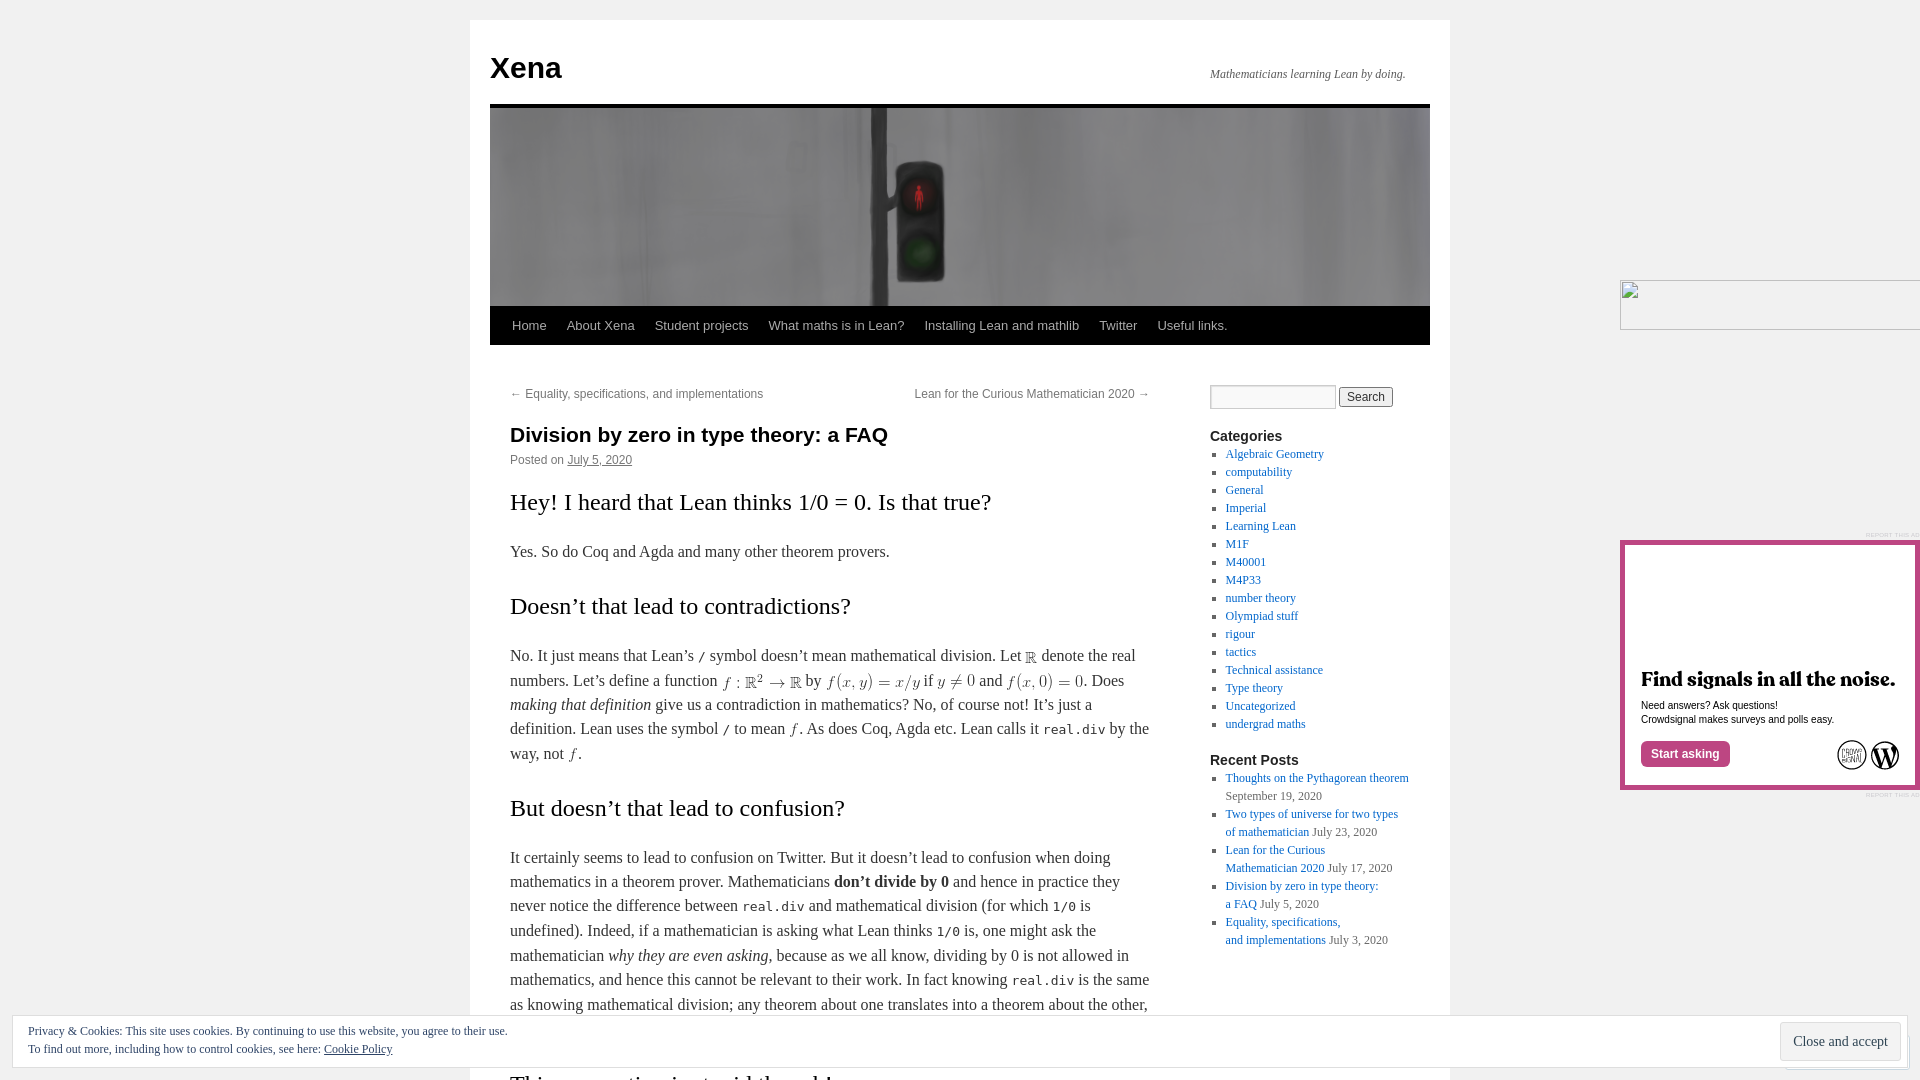 Xena
Mathematicians learning Lean by doing.
Home About Xena Student projects What maths is in Lean? Installing Lean and mathlib Twitter Useful links.
← Equality, specifications, and implementations
Lean for the Curious Mathematician 2020 →
Division by zero in type theory: a FAQ
Posted on July 5, 2020
Hey! I heard that Lean thinks 1/0 = 0. Is that true?
Yes. So do Coq and Agda and many other theorem provers.
Doesn’t that lead to contradictions?
No. It just means that Lean’s / symbol doesn’t mean mathematical division. Let ℝ denote the real
numbers. Let’s define a function f : ℝ² → ℝ by f(x, y) = x/y if y ≠ 0 and f(x, 0) = 0. Does
making that definition give us a contradiction in mathematics? No, of course not! It’s just a
definition. Lean uses the symbol / to mean f. As does Coq, Agda etc. Lean calls it real.div by the
way, not f.
But doesn’t that lead to confusion?
It certainly seems to lead to confusion on Twitter. But it doesn’t lead to confusion when doing
mathematics in a theorem prover. Mathematicians don’t divide by 0 and hence in practice they
never notice the difference between real.div and mathematical division (for which 1/0 is
undefined). Indeed, if a mathematician is asking what Lean thinks 1/0 is, one might ask the
mathematician why they are even asking, because as we all know, dividing by 0 is not allowed in
mathematics, and hence this cannot be relevant to their work. In fact knowing real.div is the same
as knowing mathematical division; any theorem about one translates into a theorem about the other,
Search
Categories
Algebraic Geometry
computability
General
Imperial
Learning Lean
M1F
M40001
M4P33
number theory
Olympiad stuff
rigour
tactics
Technical assistance
Type theory
Uncategorized
undergrad maths
Recent Posts
Thoughts on the Pythagorean theorem
September 19, 2020
Two types of universe for two types
of mathematician July 23, 2020
Lean for the Curious
Mathematician 2020 July 17, 2020
Division by zero in type theory:
a FAQ July 5, 2020
Equality, specifications,
and implementations July 3, 2020
REPORT THIS AD
Find signals in all the noise.
Need answers? Ask questions!
Crowdsignal makes surveys and polls easy.
Start asking
REPORT THIS AD
Privacy & Cookies: This site uses cookies. By continuing to use this website, you agree to their use.
To find out more, including how to control cookies, see here: Cookie Policy
Close and accept